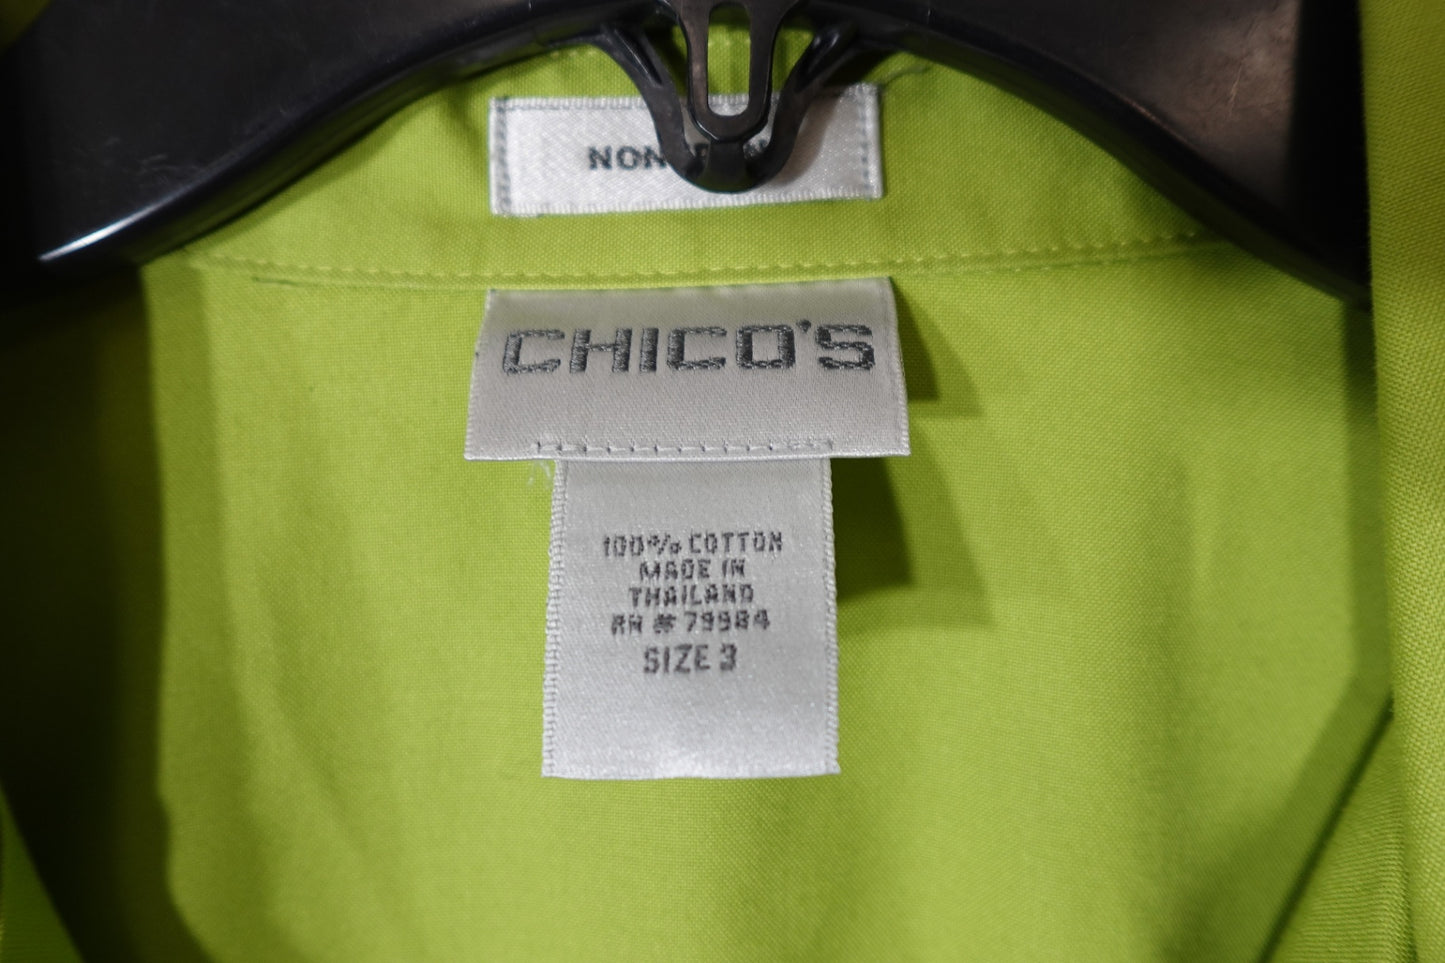 CHICO'S
100% COTTON
MADE IN
THAILAND
RN # 79984
SIZE 3